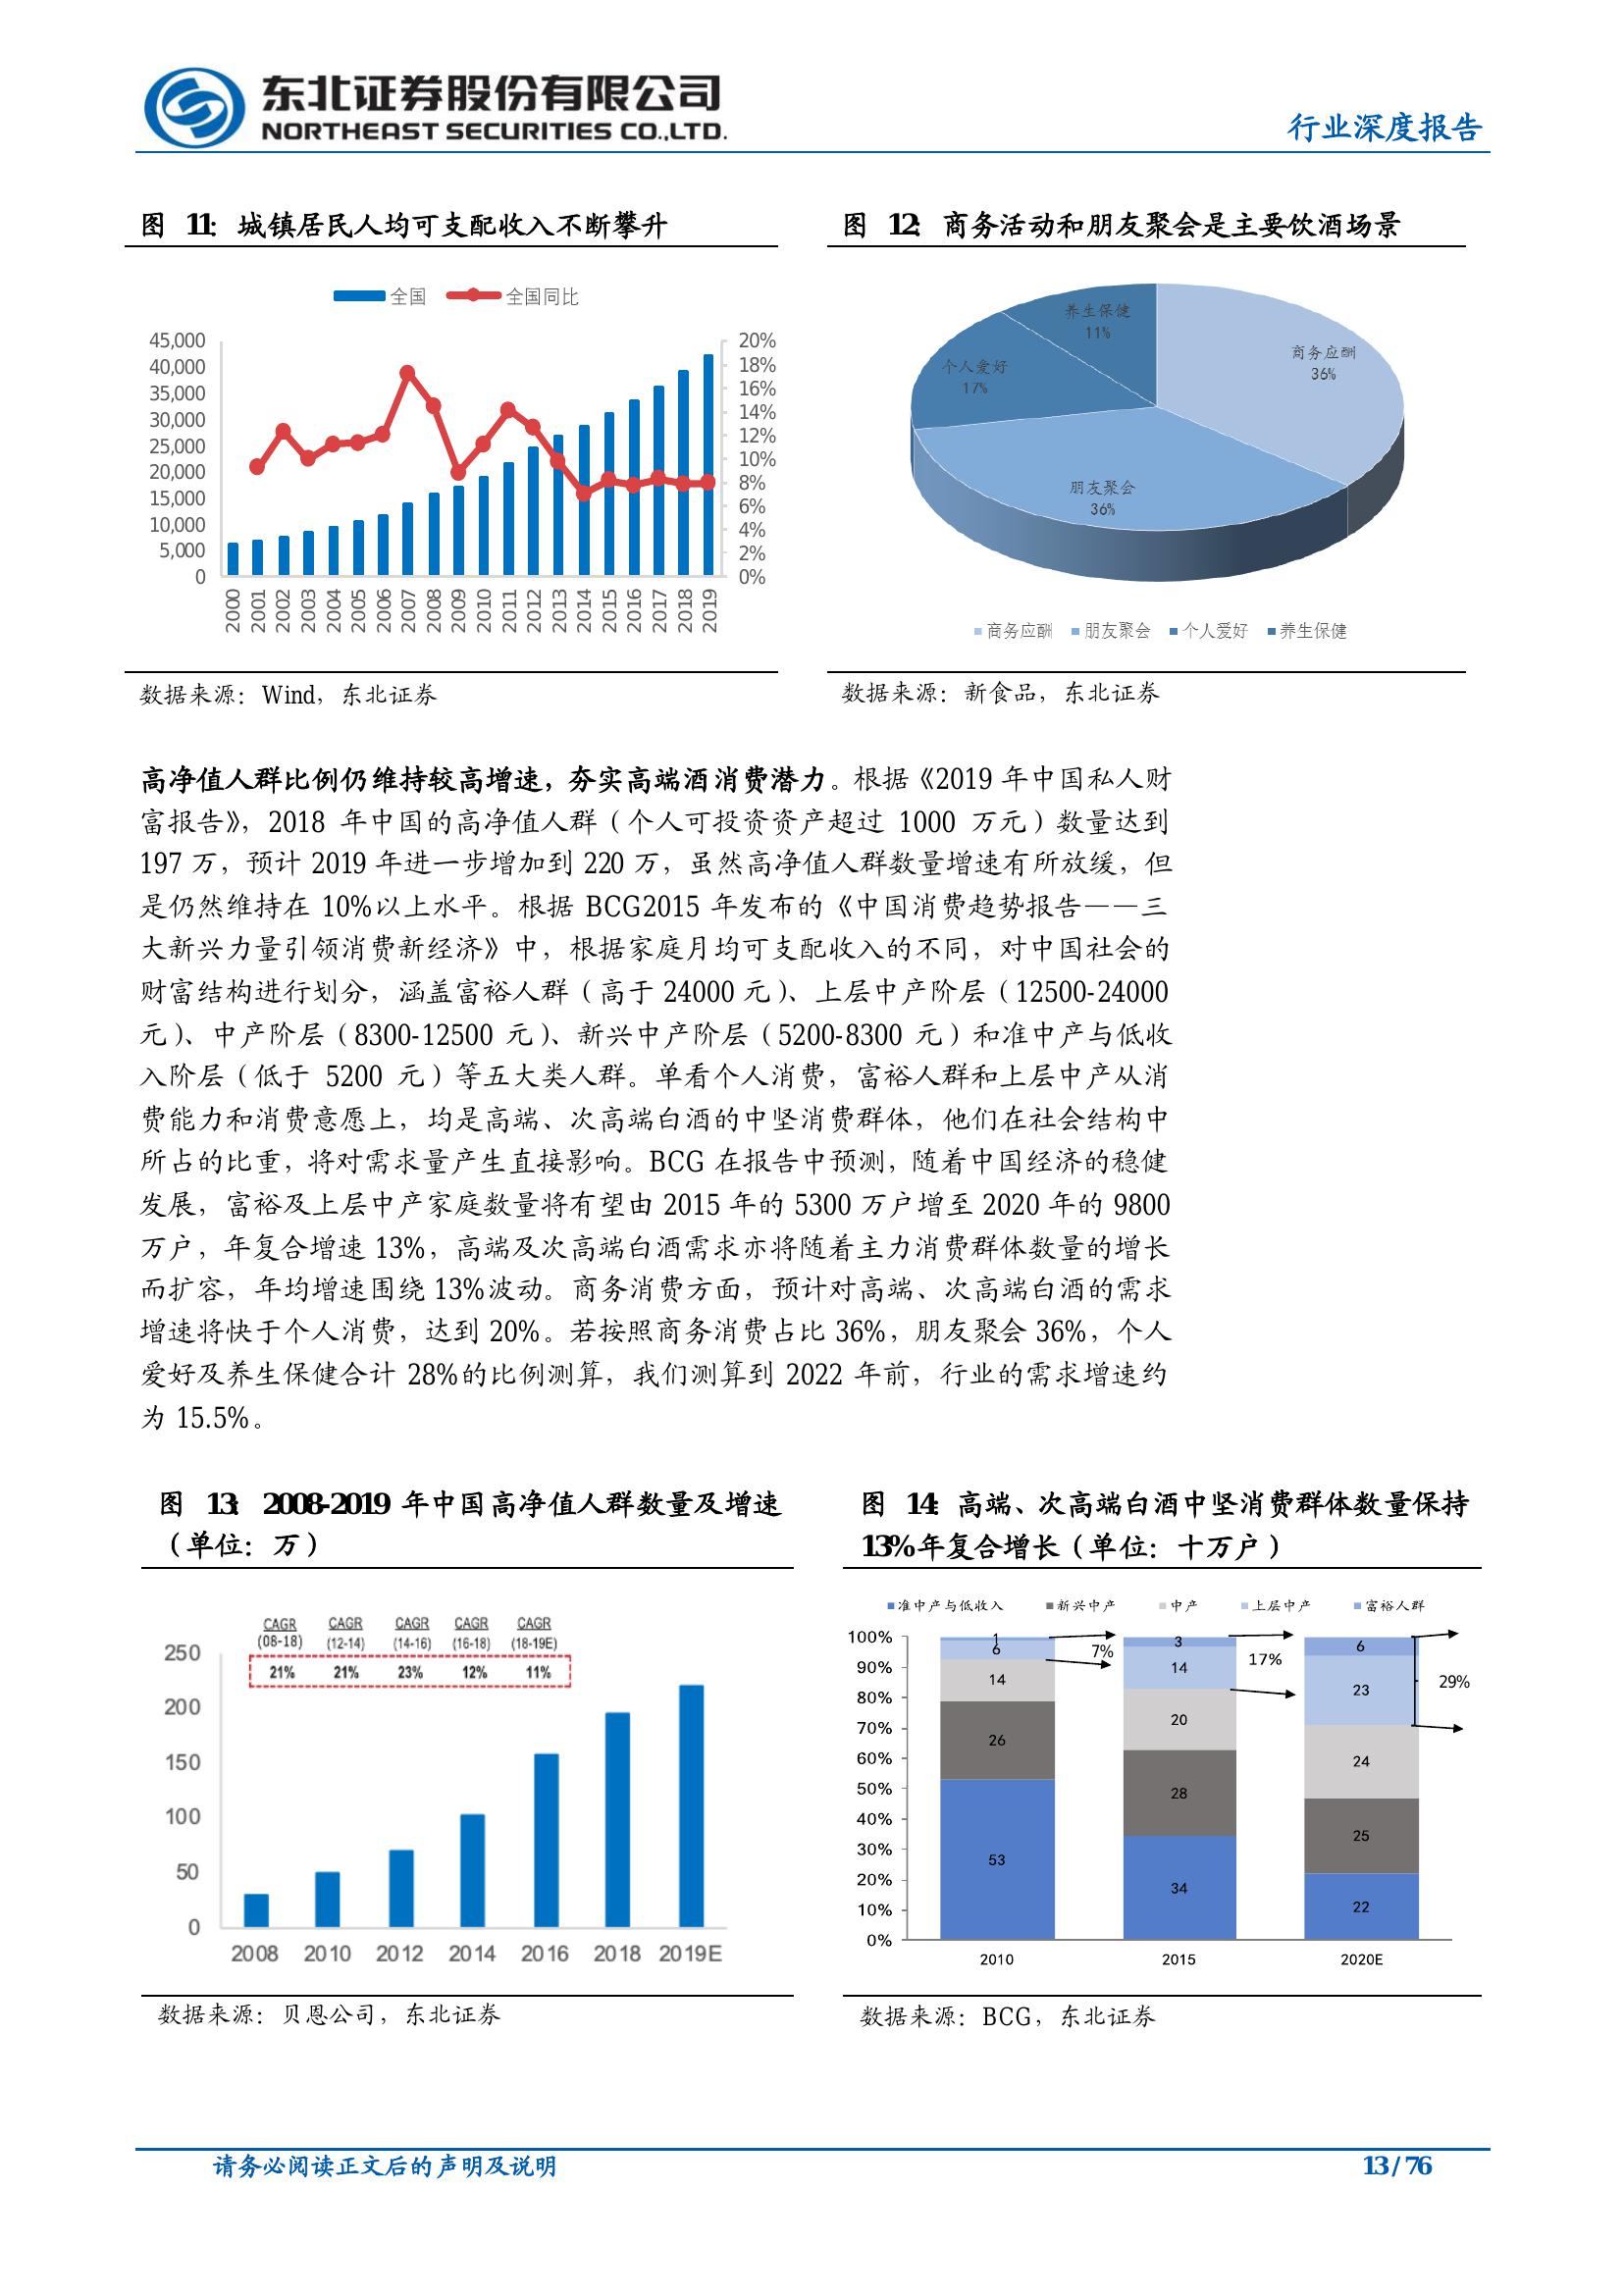 东北证券股份有限公司
NORTHEAST SECURITIES CO.,LTD.
行业深度报告
图 11: 城镇居民人均可支配收入不断攀升
全国 全国同比
45,000
40,000
35,000
30,000
25,000
20,000
15,000
10,000
5,000
0
20%
18%
16%
14%
12%
10%
8%
6%
4%
2%
0%
2000 2001 2002 2003 2004 2005 2006 2007 2008 2009 2010 2011 2012 2013 2014 2015 2016 2017 2018 2019
数据来源：Wind，东北证券
图 12: 商务活动和朋友聚会是主要饮酒场景
养生保健
11%
商务应酬
36%
个人爱好
17%
朋友聚会
36%
商务应酬 朋友聚会 个人爱好 养生保健
数据来源：新食品，东北证券
高净值人群比例仍维持较高增速，夯实高端酒消费潜力。根据《2019 年中国私人财
富报告》，2018 年中国的高净值人群（个人可投资资产超过 1000 万元）数量达到
197 万，预计 2019 年进一步增加到 220 万，虽然高净值人群数量增速有所放缓，但
是仍然维持在 10%以上水平。根据 BCG2015 年发布的《中国消费趋势报告——三
大新兴力量引领消费新经济》中，根据家庭月均可支配收入的不同，对中国社会的
财富结构进行划分，涵盖富裕人群（高于 24000 元）、上层中产阶层（12500-24000
元）、中产阶层（8300-12500 元）、新兴中产阶层（5200-8300 元）和准中产与低收
入阶层（低于 5200 元）等五大类人群。单看个人消费，富裕人群和上层中产从消
费能力和消费意愿上，均是高端、次高端白酒的中坚消费群体，他们在社会结构中
所占的比重，将对需求量产生直接影响。BCG 在报告中预测，随着中国经济的稳健
发展，富裕及上层中产家庭数量将有望由 2015 年的 5300 万户增至 2020 年的 9800
万户，年复合增速 13%，高端及次高端白酒需求亦将随着主力消费群体数量的增长
而扩容，年均增速围绕 13%波动。商务消费方面，预计对高端、次高端白酒的需求
增速将快于个人消费，达到 20%。若按照商务消费占比 36%，朋友聚会 36%，个人
爱好及养生保健合计 28%的比例测算，我们测算到 2022 年前，行业的需求增速约
为 15.5%。
图 13: 2008-2019 年中国高净值人群数量及增速
（单位：万）
CAGR CAGR CAGR CAGR CAGR
(08-18) (12-14) (14-16) (16-18) (18-19E)
21% 21% 23% 12% 11%
250
200
150
100
50
0
2008 2010 2012 2014 2016 2018 2019E
数据来源：贝恩公司，东北证券
图 14: 高端、次高端白酒中坚消费群体数量保持
13%年复合增长（单位：十万户）
准中产与低收入 新兴中产 中产 上层中产 富裕人群
100%
90%
80%
70%
60%
50%
40%
30%
20%
10%
0%
1
6
14
26
53
7%
3
14
20
28
34
17%
6
23
24
25
22
29%
2010 2015 2020E
数据来源：BCG，东北证券
请务必阅读正文后的声明及说明
13 / 76